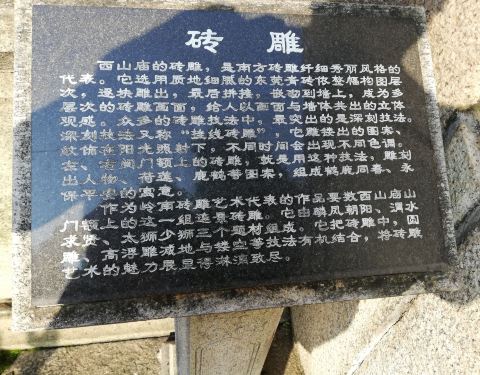 砖雕
西山庙的砖雕，是南方砖雕纤细秀丽风格的
代表。它选用质地细腻的东莞青砖依整幅构图层
次，逐块雕出，最后拼接，嵌砌到墙上，成为多
层次的砖雕画面，给人以画面与墙体共出的立体
观感。众多的砖雕技法中，最突出的是深刻技法。
深刻技法又称“挂线砖雕”，它雕镂出的图案、
纹饰在阳光照射下，不同时间会出现不同色调。
去、右两门额上的砖雕，就是用这种技法，雕刻
出人物、荷莲、鹿鹤等图案，组成鹤鹿同春、永
保平安的寓意。
作为岭南砖雕艺术代表的作品要数西山庙山
门额上的这一组连景砖雕。它由麟凤朝阳、渭水
求贤、太狮少狮三个题材组成。它把砖雕中，圆
雕、高浮雕减地与镂空等技法有机结合，将砖雕
艺术的魅力展显得淋漓致尽。